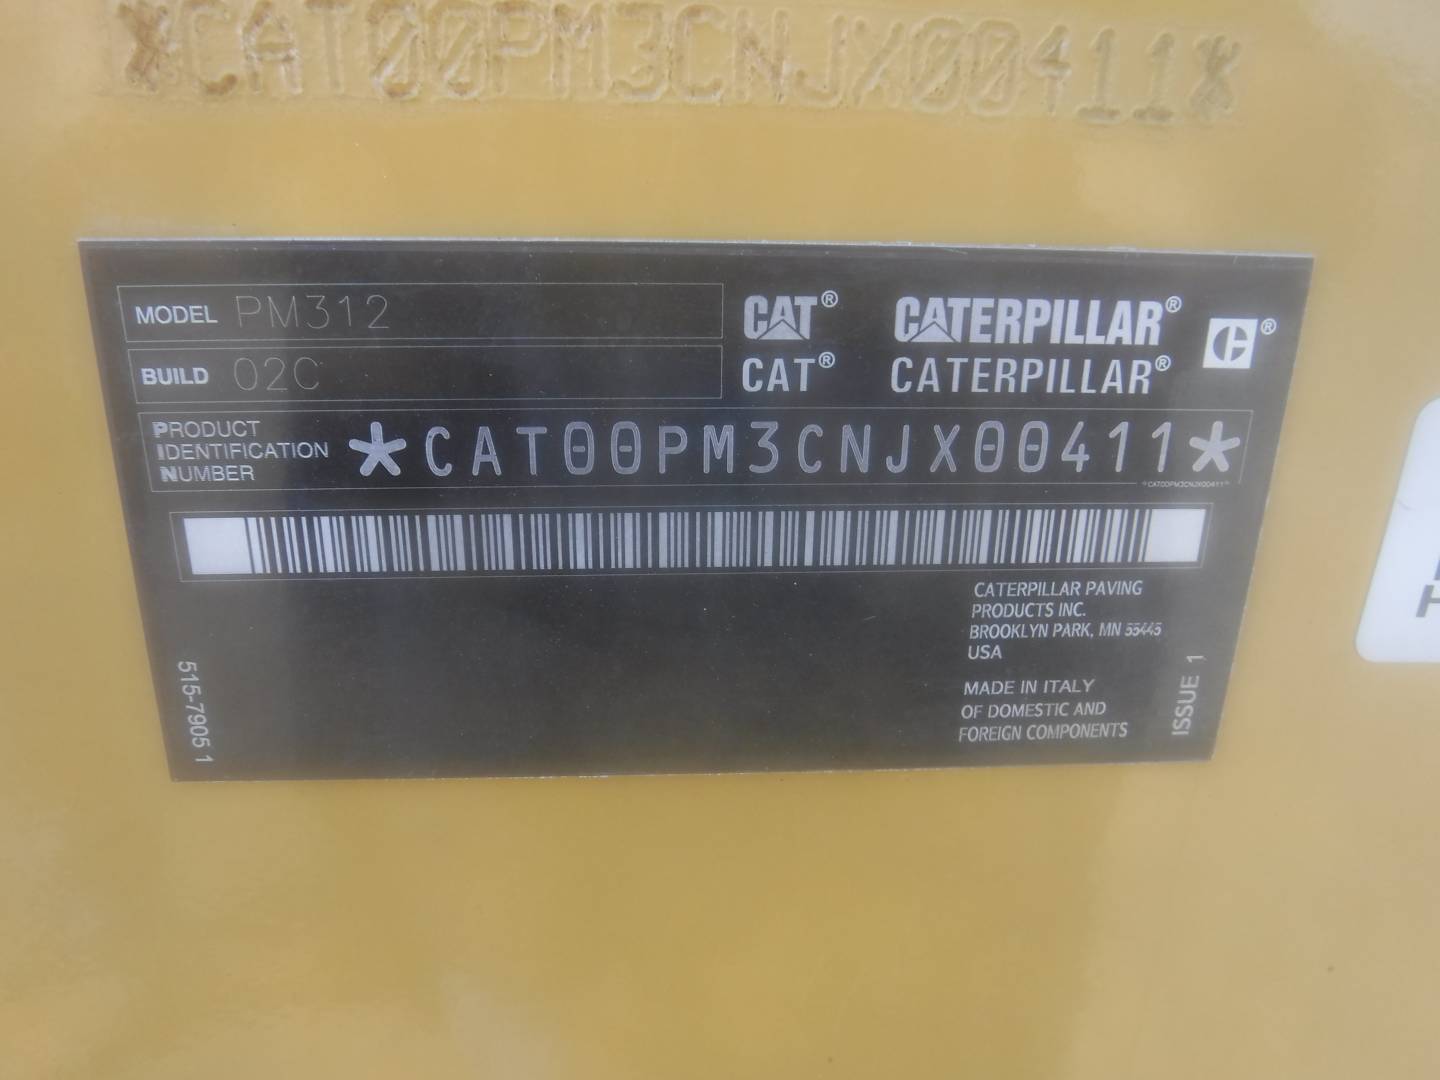 *CAT00PM3CNJX00411*
MODEL PM312
BUILD 02C
CAT® CATERPILLAR® ®
CAT® CATERPILLAR®
PRODUCT
IDENTIFICATION
NUMBER
*CAT00PM3CNJX00411*
*CAT00PM3CNJX00411*
CATERPILLAR PAVING
PRODUCTS INC.
BROOKLYN PARK, MN 55445
USA
MADE IN ITALY
OF DOMESTIC AND
FOREIGN COMPONENTS
515-7905 1
ISSUE 1